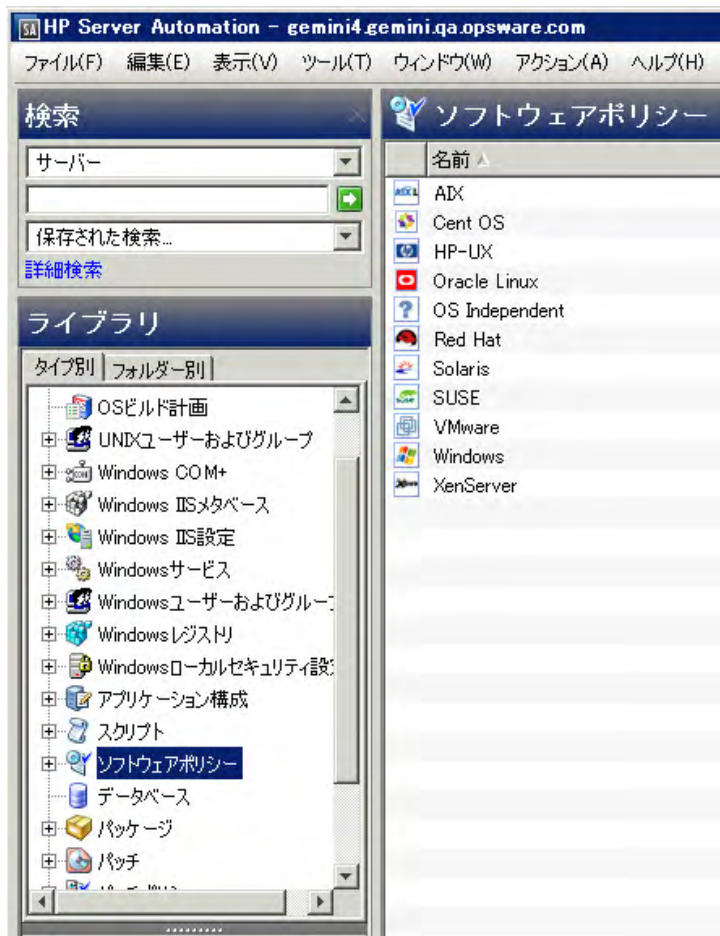 HP Server Automation - gemini4.gemini.qa.opsware.com
ファイル(F) 編集(E) 表示(V) ツール(T) ウィンドウ(W) アクション(A) ヘルプ(H)
検索
サーバー
保存された検索...
詳細検索
ライブラリ
タイプ別 フォルダー別
OSビルド計画
UNIXユーザーおよびグループ
Windows COM+
Windows IISメタベース
Windows IIS設定
Windowsサービス
Windowsユーザーおよびグルー
Windowsレジストリ
Windowsローカルセキュリティ設
アプリケーション構成
スクリプト
ソフトウェアポリシー
データベース
パッケージ
パッチ
ソフトウェアポリシー
名前
AIX
Cent OS
HP-UX
Oracle Linux
OS Independent
Red Hat
Solaris
SUSE
VMware
Windows
XenServer